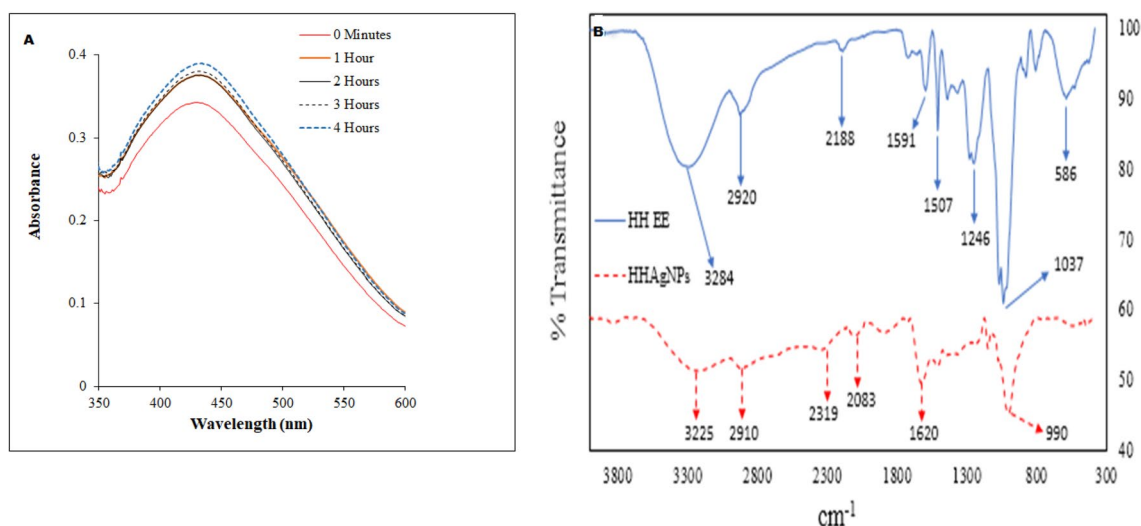 A
0 Minutes
1 Hour
2 Hours
3 Hours
4 Hours
0.4
0.3
0.2
0.1
0
Absorbance
350 400 450 500 550 600
Wavelength (nm)
B
100
90
80
70
60
50
40
% Transmittance
2188
1591
586
2920
1507
1246
HH EE
3284
1037
HHAgNPs
3225 2910 2319 2083 1620 990
3800 3300 2800 2300 1800 1300 800 300
cm-1